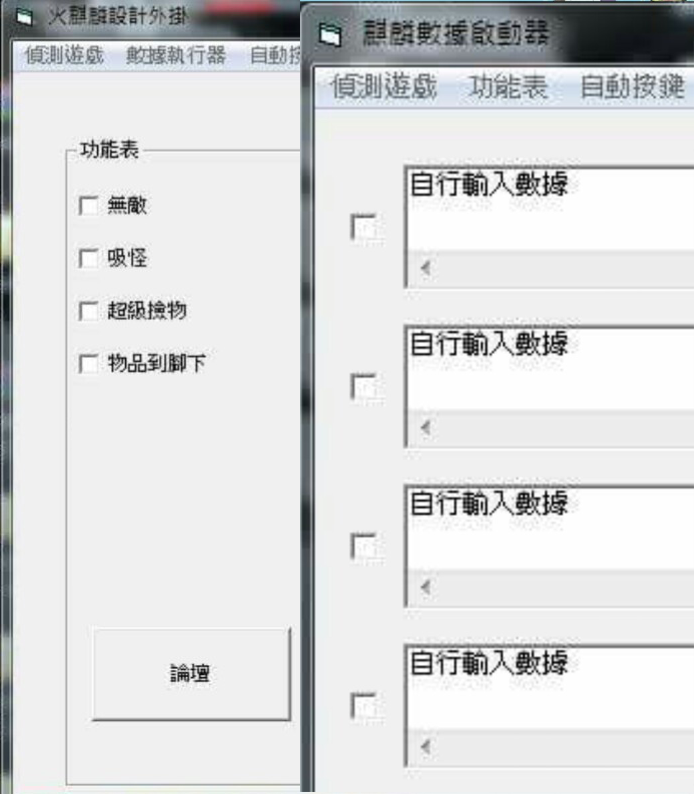 火麒麟設計外掛
偵測遊戲 數據執行器 自動按
功能表
無敵
吸怪
超級撿物
物品到腳下
論壇
麒麟數據啟動器
偵測遊戲 功能表 自動按鍵
自行輸入數據
自行輸入數據
自行輸入數據
自行輸入數據